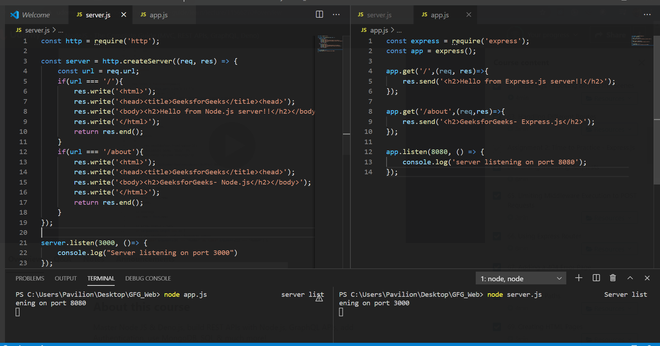 Welcome
JS server.js ×
JS app.js
JS server.js > ...
1 const http = require('http');
2
3 const server = http.createServer((req, res) => {
4 const url = req.url;
5 if(url === '/'){
6 res.write('<html>');
7 res.write('<head><title>GeeksforGeeks</title><head>');
8 res.write('<body><h2>Hello from Node.js server!!</h2></body
9 res.write('</html>');
10 return res.end();
11 }
12 if(url === '/about'){
13 res.write('<html>');
14 res.write('<head><title>GeeksforGeeks</title><head>');
15 res.write('<body><h2>GeeksforGeeks- Node.js</h2></body>');
16 res.write('</html>');
17 return res.end();
18 }
19 });
20
21 server.listen(3000, ()=> {
22 console.log("Server listening on port 3000")
23 });
JS server.js
JS app.js ×
JS app.js > ...
1 const express = require('express');
2 const app = express();
3
4 app.get('/',(req, res)=>{
5 res.send('<h2>Hello from Express.js server!!</h2>');
6 });
7
8 app.get('/about',(req,res)=>{
9 res.send('<h2>GeeksforGeeks- Express.js</h2>');
10 });
11
12 app.listen(8080, () => {
13 console.log('server listening on port 8080');
14 });
PROBLEMS OUTPUT TERMINAL DEBUG CONSOLE
1: node, node
PS C:\Users\Pavilion\Desktop\GFG_Web> node app.js server list
ening on port 8080
PS C:\Users\Pavilion\Desktop\GFG_Web> node server.js Server list
ening on port 3000